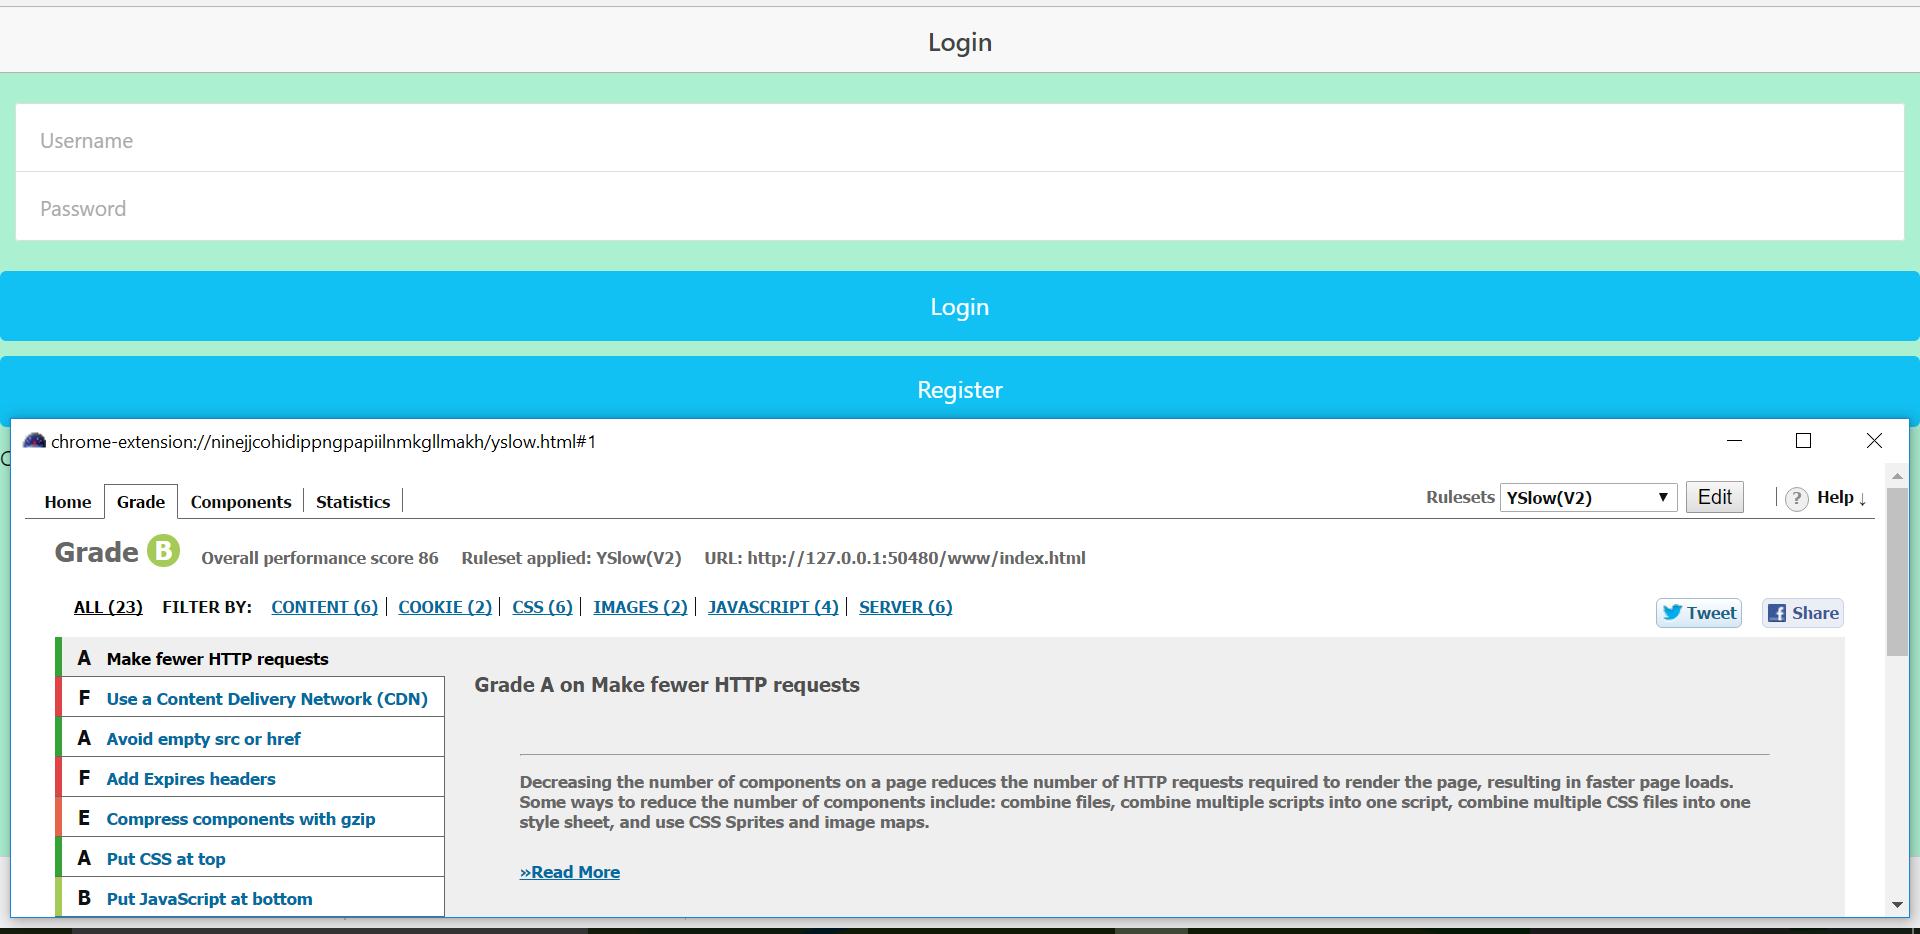 Login
Username
Password
Login
Register
chrome-extension://ninejjcohidippngpapiilnmkgllmakh/yslow.html#1
Home Grade Components Statistics Rulesets YSlow(V2) Edit ? Help ↓
Grade B Overall performance score 86 Ruleset applied: YSlow(V2) URL: http://127.0.0.1:50480/www/index.html
ALL (23) FILTER BY: CONTENT (6) COOKIE (2) CSS (6) IMAGES (2) JAVASCRIPT (4) SERVER (6)
Tweet Share
A Make fewer HTTP requests
F Use a Content Delivery Network (CDN)
A Avoid empty src or href
F Add Expires headers
E Compress components with gzip
A Put CSS at top
B Put JavaScript at bottom
Grade A on Make fewer HTTP requests
Decreasing the number of components on a page reduces the number of HTTP requests required to render the page, resulting in faster page loads.
Some ways to reduce the number of components include: combine files, combine multiple scripts into one script, combine multiple CSS files into one
style sheet, and use CSS Sprites and image maps.
»Read More